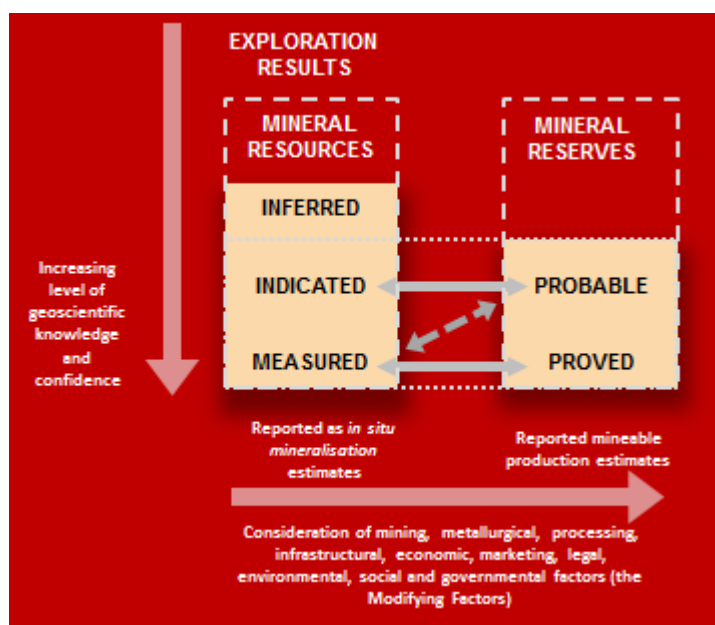 EXPLORATION
RESULTS
MINERAL
RESOURCES
MINERAL
RESERVES
INFERRED
INDICATED
PROBABLE
MEASURED
PROVED
Increasing
level of
geoscientific
knowledge
and
confidence
Reported as in situ
mineralisation
estimates
Reported mineable
production estimates
Consideration of mining, metallurgical, processing,
infrastructural, economic, marketing, legal,
environmental, social and governmental factors (the
Modifying Factors)